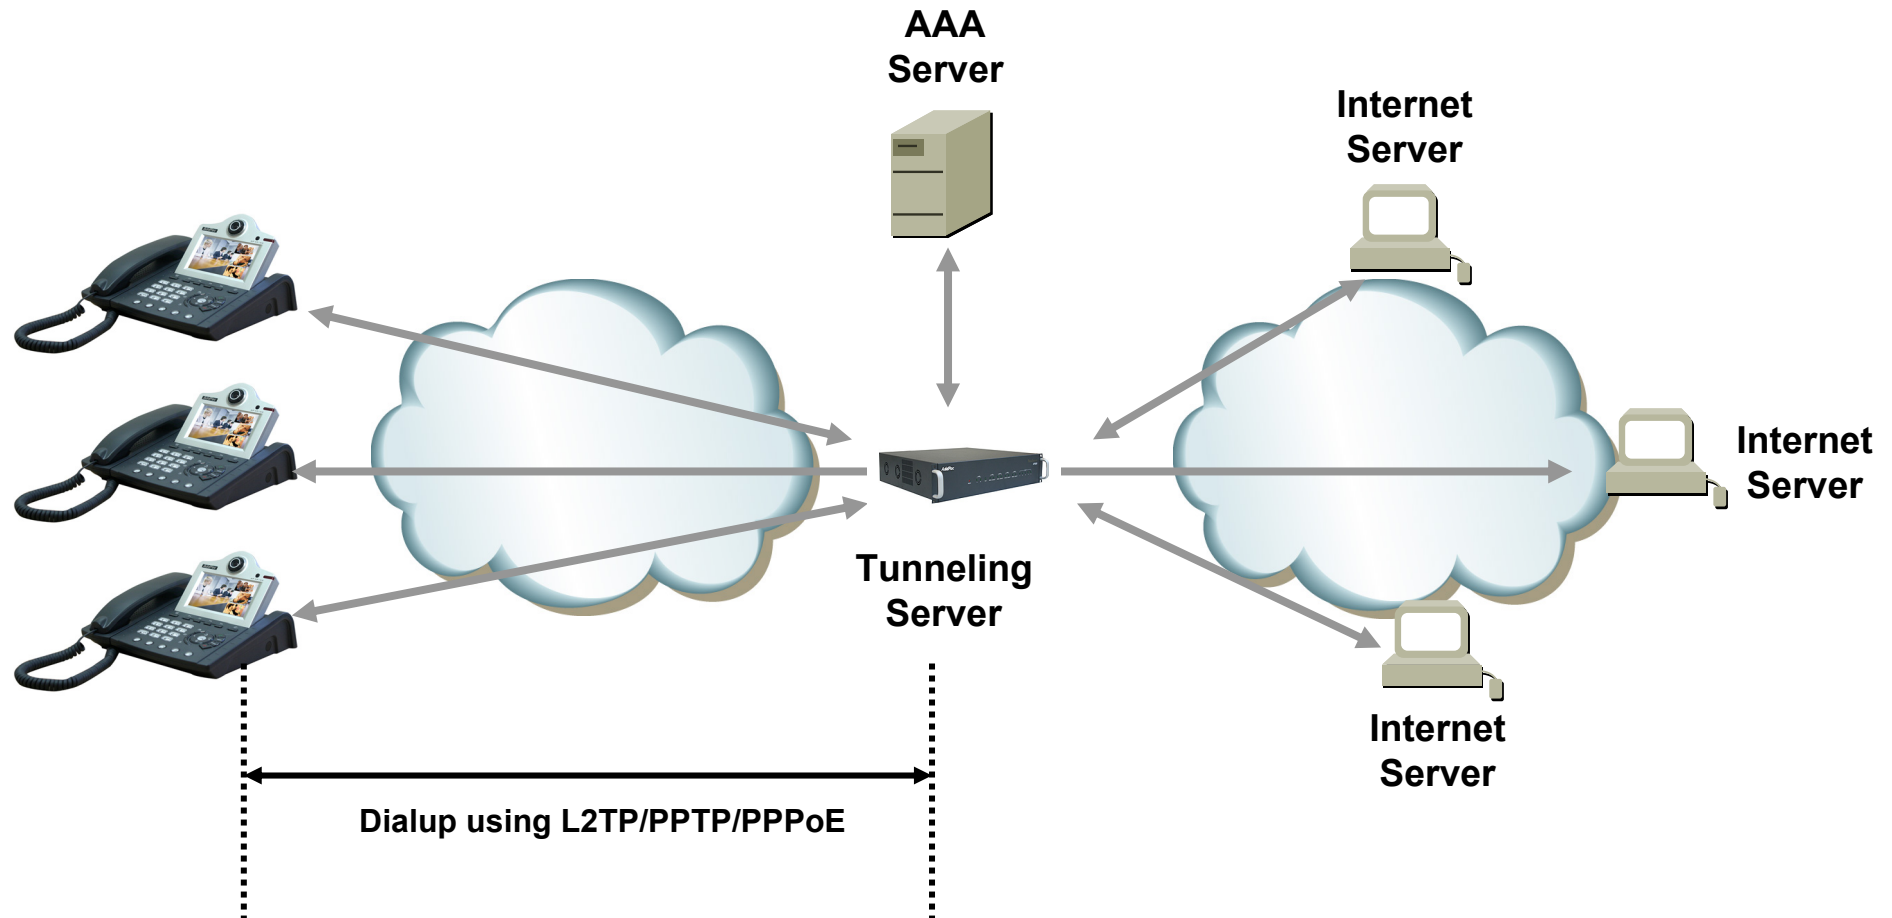 AAA
Server
Internet
Server
Internet
Server
Tunneling
Server
Internet
Server
Dialup using L2TP/PPTP/PPPoE